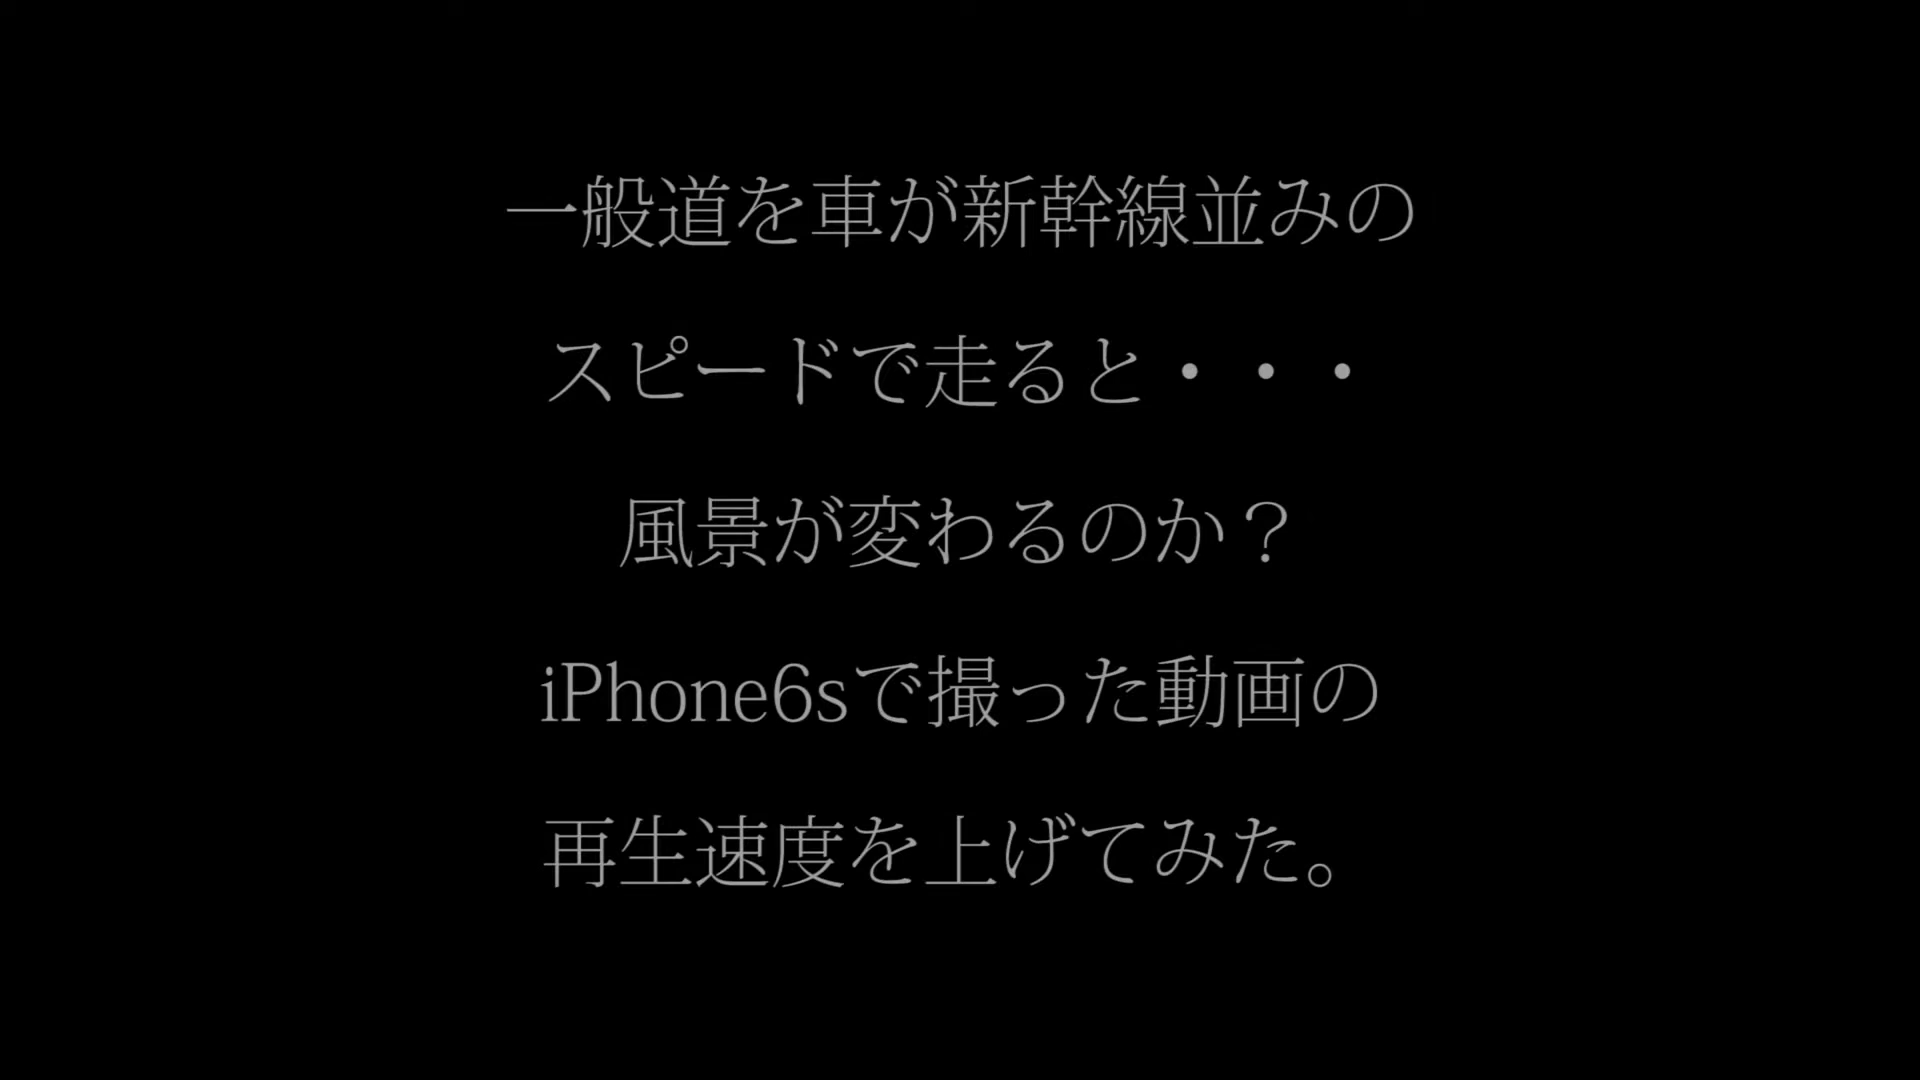 一般道を車が新幹線並みの
スピードで走ると・・・
風景が変わるのか？
iPhone6sで撮った動画の
再生速度を上げてみた。